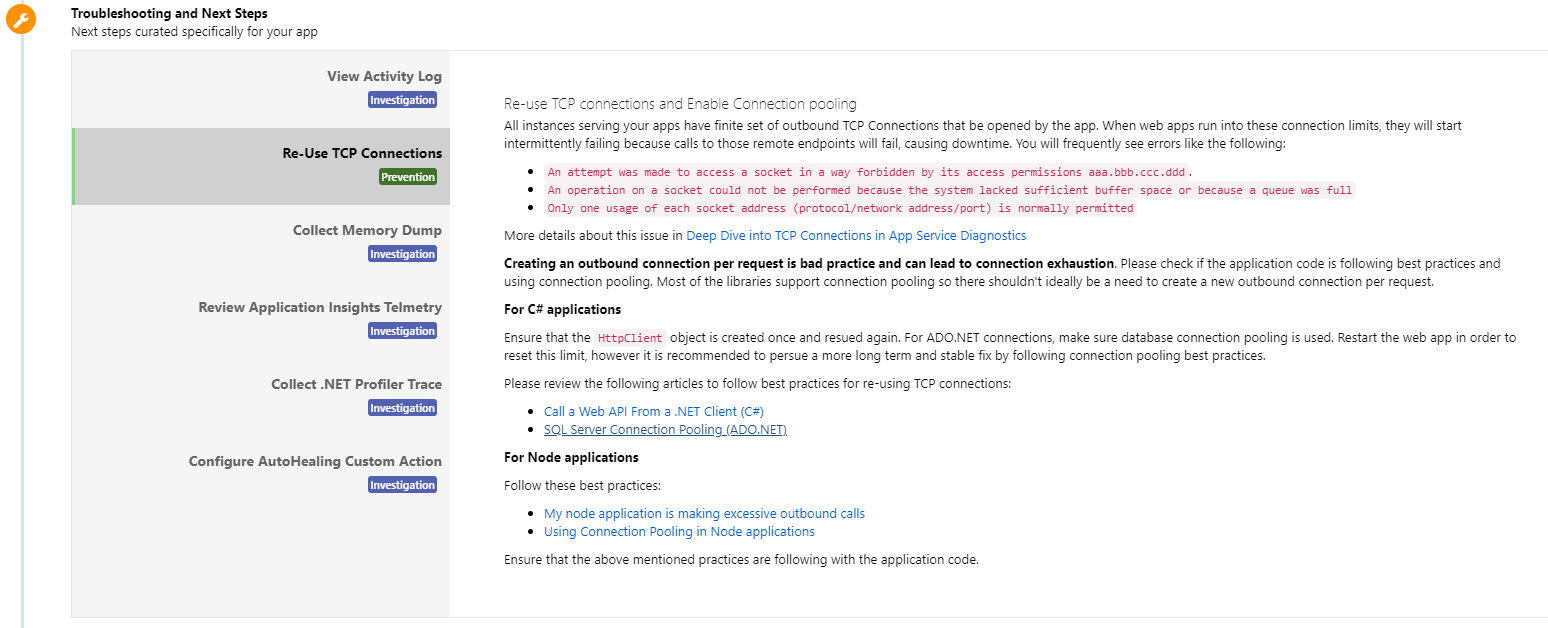 Troubleshooting and Next Steps
Next steps curated specifically for your app
View Activity Log
Investigation
Re-Use TCP Connections
Prevention
Collect Memory Dump
Investigation
Review Application Insights Telmetry
Investigation
Collect .NET Profiler Trace
Investigation
Configure AutoHealing Custom Action
Investigation
Re-use TCP connections and Enable Connection pooling
All instances serving your apps have finite set of outbound TCP Connections that be opened by the app. When web apps run into these connection limits, they will start
intermittently failing because calls to those remote endpoints will fail, causing downtime. You will frequently see errors like the following:
An attempt was made to access a socket in a way forbidden by its access permissions aaa.bbb.ccc.ddd.
An operation on a socket could not be performed because the system lacked sufficient buffer space or because a queue was full
Only one usage of each socket address (protocol/network address/port) is normally permitted
More details about this issue in Deep Dive into TCP Connections in App Service Diagnostics
Creating an outbound connection per request is bad practice and can lead to connection exhaustion. Please check if the application code is following best practices and
using connection pooling. Most of the libraries support connection pooling so there shouldn't ideally be a need to create a new outbound connection per request.
For C# applications
Ensure that the HttpClient object is created once and resued again. For ADO.NET connections, make sure database connection pooling is used. Restart the web app in order to
reset this limit, however it is recommended to persue a more long term and stable fix by following connection pooling best practices.
Please review the following articles to follow best practices for re-using TCP connections:
Call a Web API From a .NET Client (C#)
SQL Server Connection Pooling (ADO.NET)
For Node applications
Follow these best practices:
My node application is making excessive outbound calls
Using Connection Pooling in Node applications
Ensure that the above mentioned practices are following with the application code.